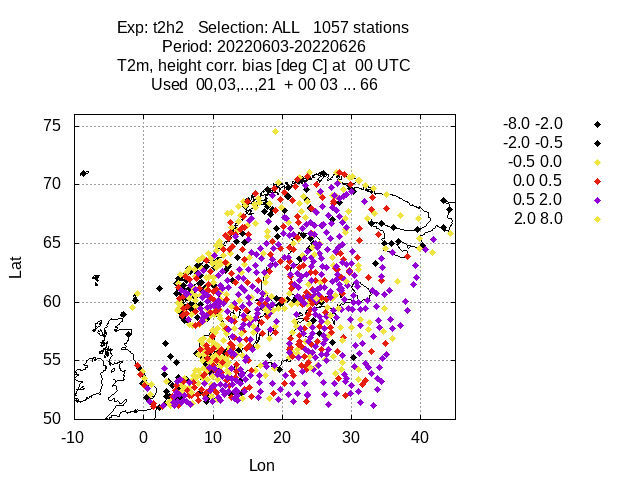 Exp: t2h2   Selection: ALL   1057 stations
Period: 20220603-20220626
T2m, height corr. bias [deg C] at  00 UTC
Used  00,03,...,21  + 00 03 ... 66
-8.0 -2.0
-2.0 -0.5
-0.5 0.0
0.0 0.5
0.5 2.0
2.0 8.0
75
70
65
60
55
50
Lat
-10 0 10 20 30 40
Lon